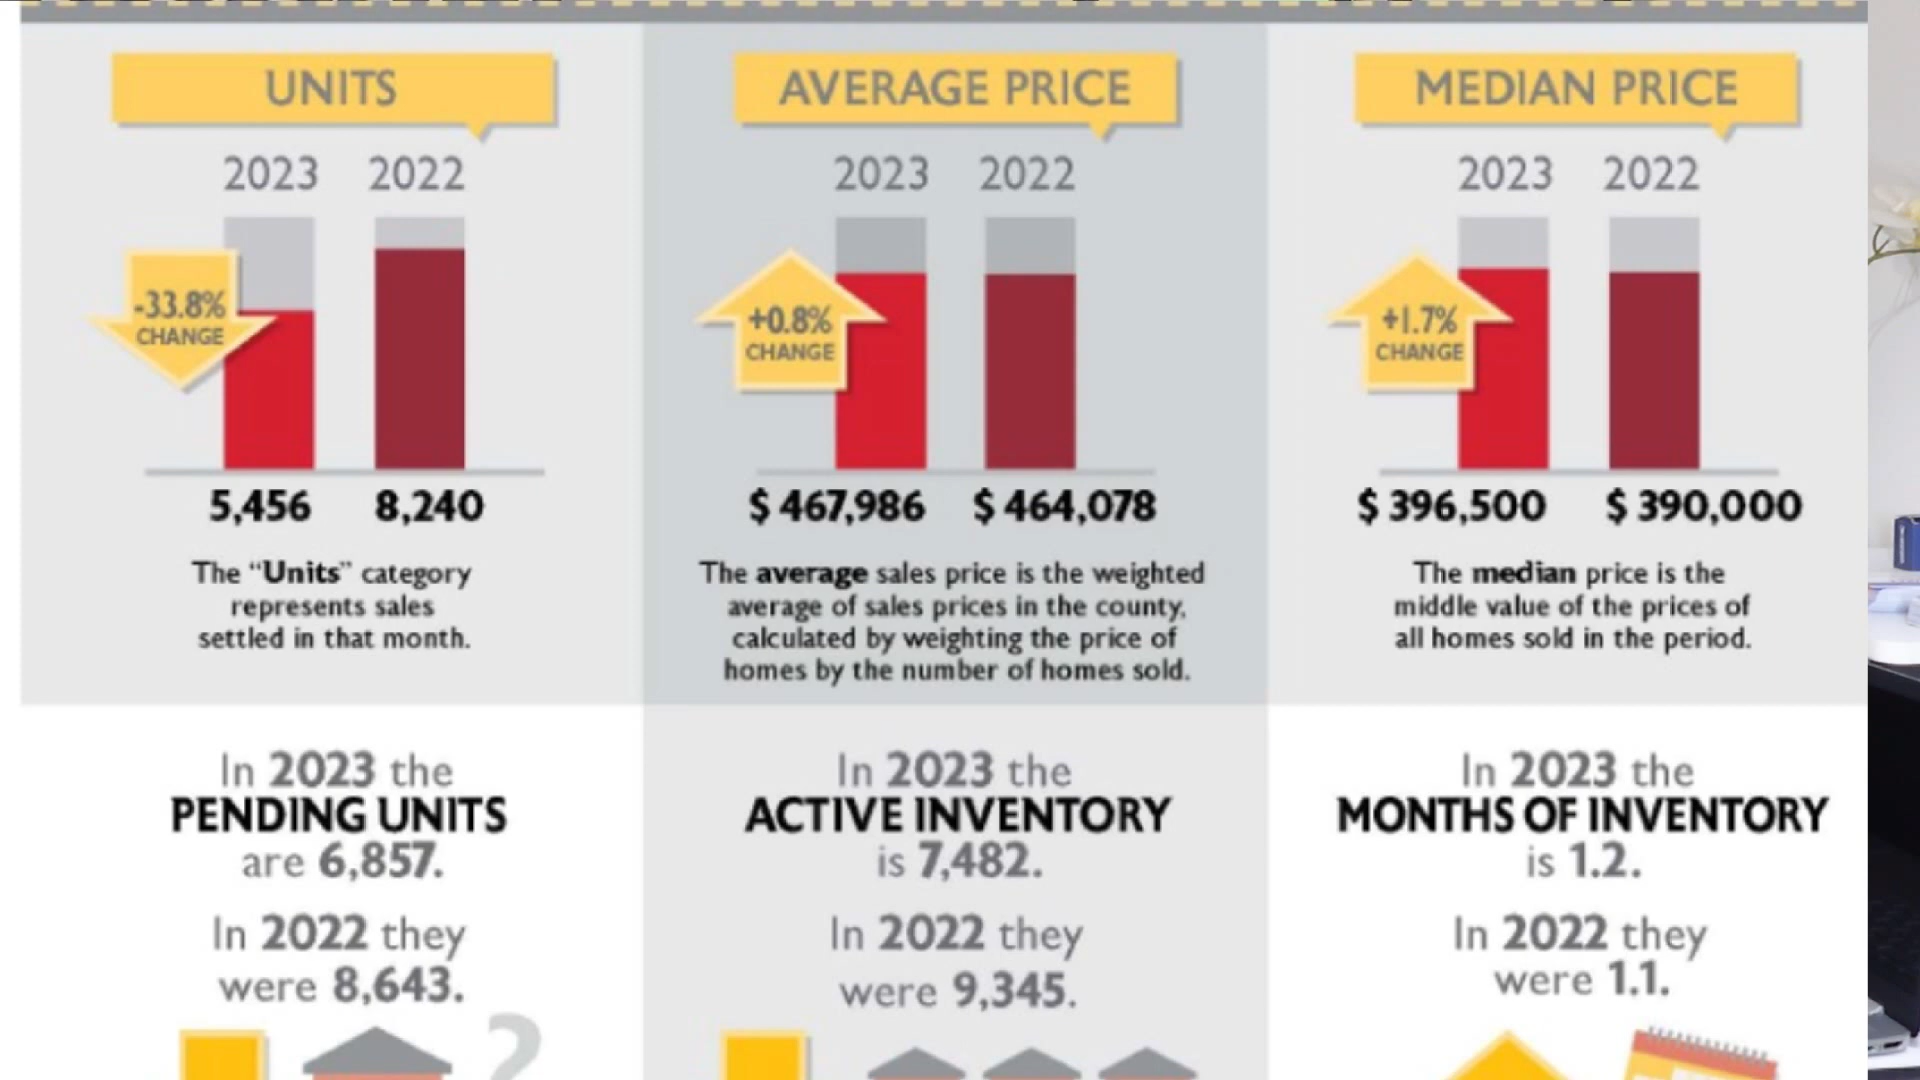 UNITS
2023 2022
-33.8%
CHANGE
5,456 8,240
The “Units” category
represents sales
settled in that month.
AVERAGE PRICE
2023 2022
+0.8%
CHANGE
$ 467,986 $ 464,078
The average sales price is the weighted
average of sales prices in the county,
calculated by weighting the price of
homes by the number of homes sold.
MEDIAN PRICE
2023 2022
+1.7%
CHANGE
$ 396,500 $ 390,000
The median price is the
middle value of the prices of
all homes sold in the period.
In 2023 the
PENDING UNITS
are 6,857.
In 2022 they
were 8,643.
?
In 2023 the
ACTIVE INVENTORY
is 7,482.
In 2022 they
were 9,345.
In 2023 the
MONTHS OF INVENTORY
is 1.2.
In 2022 they
were 1.1.